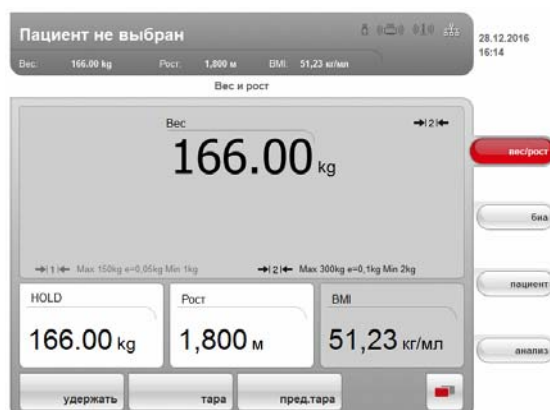 Пациент не выбран
28.12.2016
16:14
Вес: 166.00 kg Рост: 1,800 м BMI: 51,23 кг/мл
Вес и рост
Вес
→|2|←
166.00 kg
вес/рост
биа
пациент
анализ
→|1|← Max 150kg e=0,05kg Min 1kg →|2|← Max 300kg e=0,1kg Min 2kg
HOLD Рост BMI
166.00 kg 1,800 м 51,23 кг/мл
удержать тара пред.тара